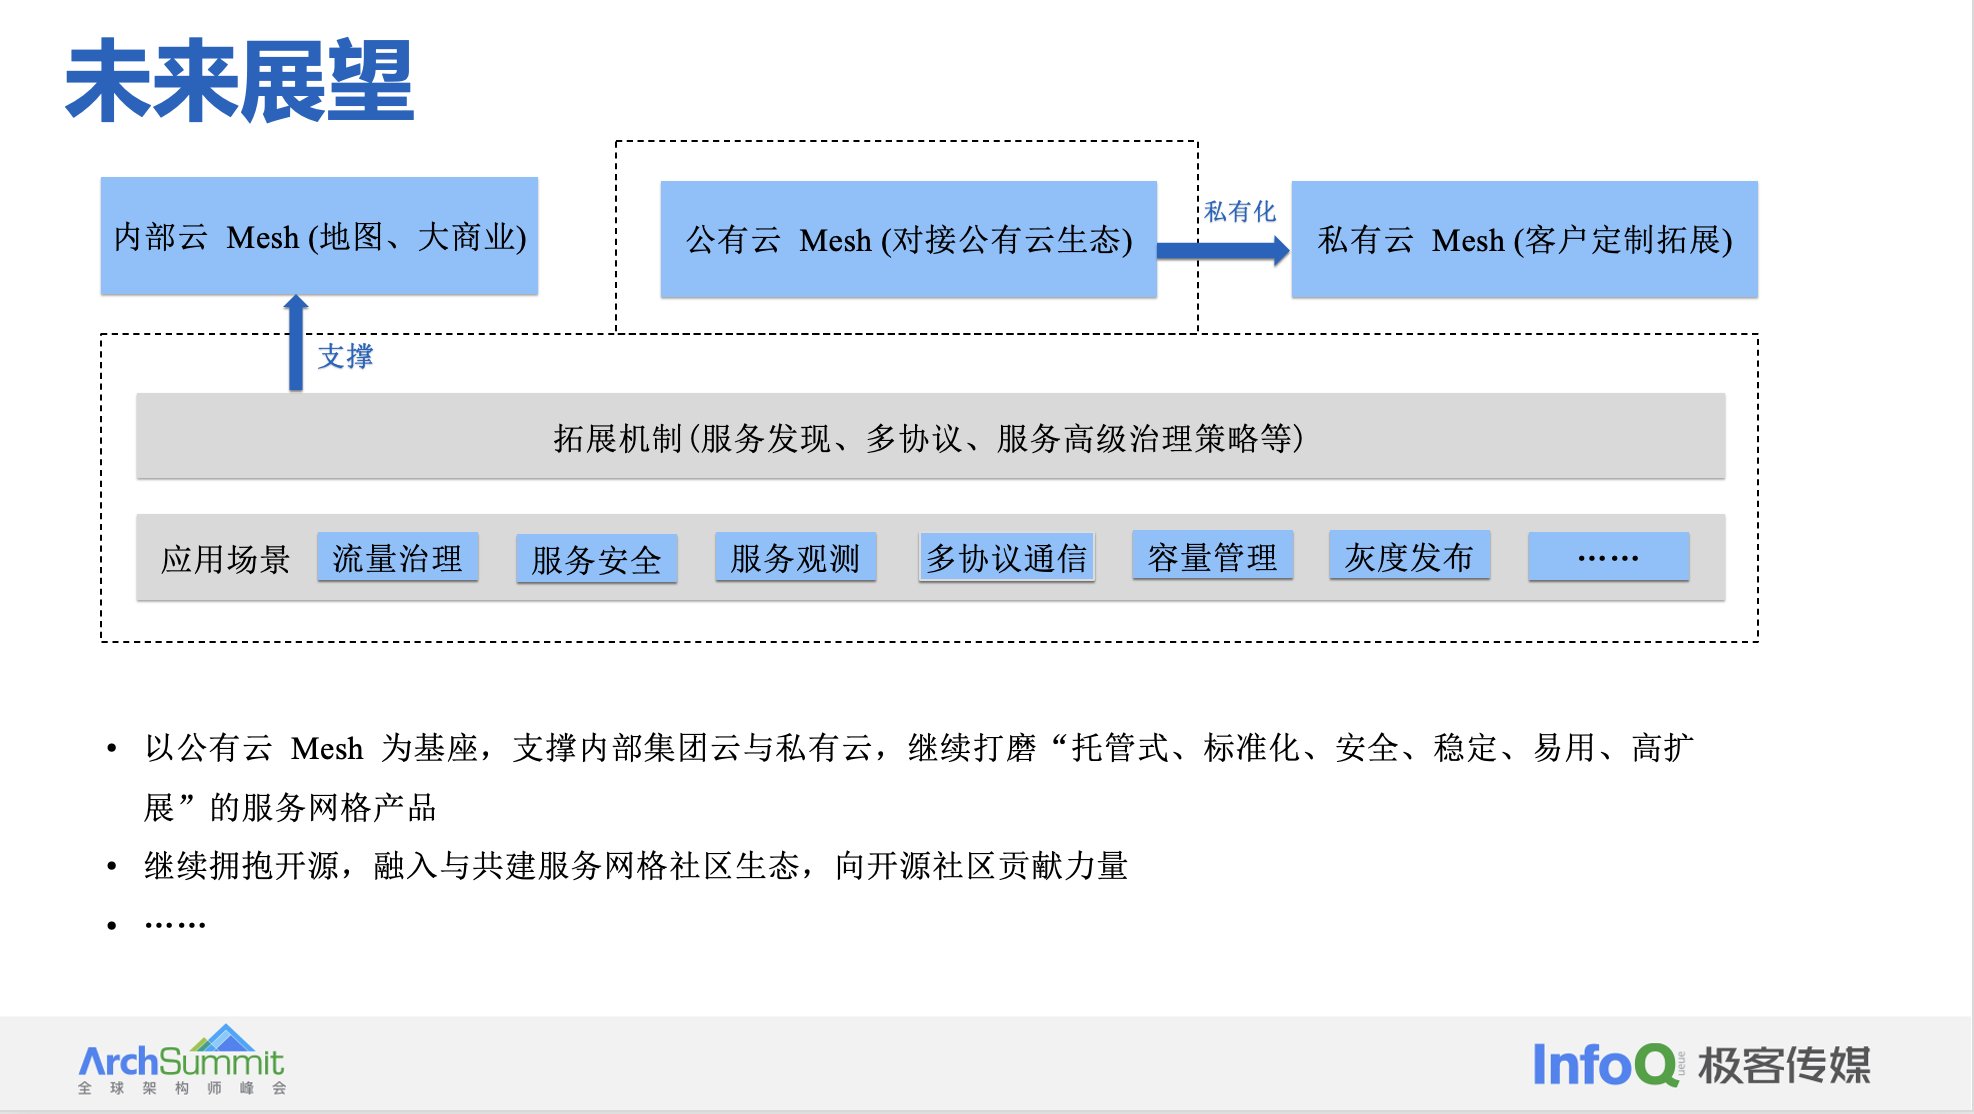 未来展望
内部云 Mesh (地图、大商业)
公有云 Mesh (对接公有云生态)
私有化
私有云 Mesh (客户定制拓展)
支撑
拓展机制(服务发现、多协议、服务高级治理策略等)
应用场景 流量治理 服务安全 服务观测 多协议通信 容量管理 灰度发布 ……
• 以公有云 Mesh 为基座，支撑内部集团云与私有云，继续打磨“托管式、标准化、安全、稳定、易用、高扩
展”的服务网格产品
• 继续拥抱开源，融入与共建服务网格社区生态，向开源社区贡献力量
• ……
ArchSummit
全球架构师峰会
InfoQueue 极客传媒